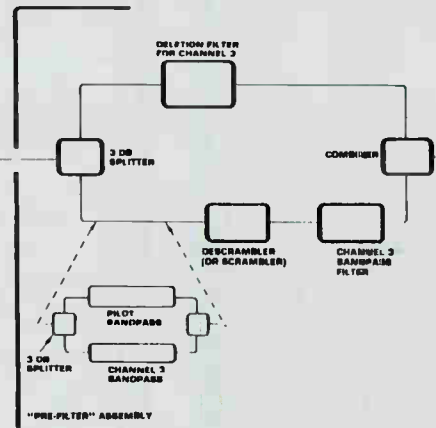 DELETION FILTER
FOR CHANNEL 3
3 DB
SPLITTER
COMBINER
DESCRAMBLER
(OR SCRAMBLER)
CHANNEL 3
BANDPASS
FILTER
PILOT
BANDPASS
3 DB
SPLITTER
CHANNEL 3
BANDPASS
"PRE-FILTER" ASSEMBLY